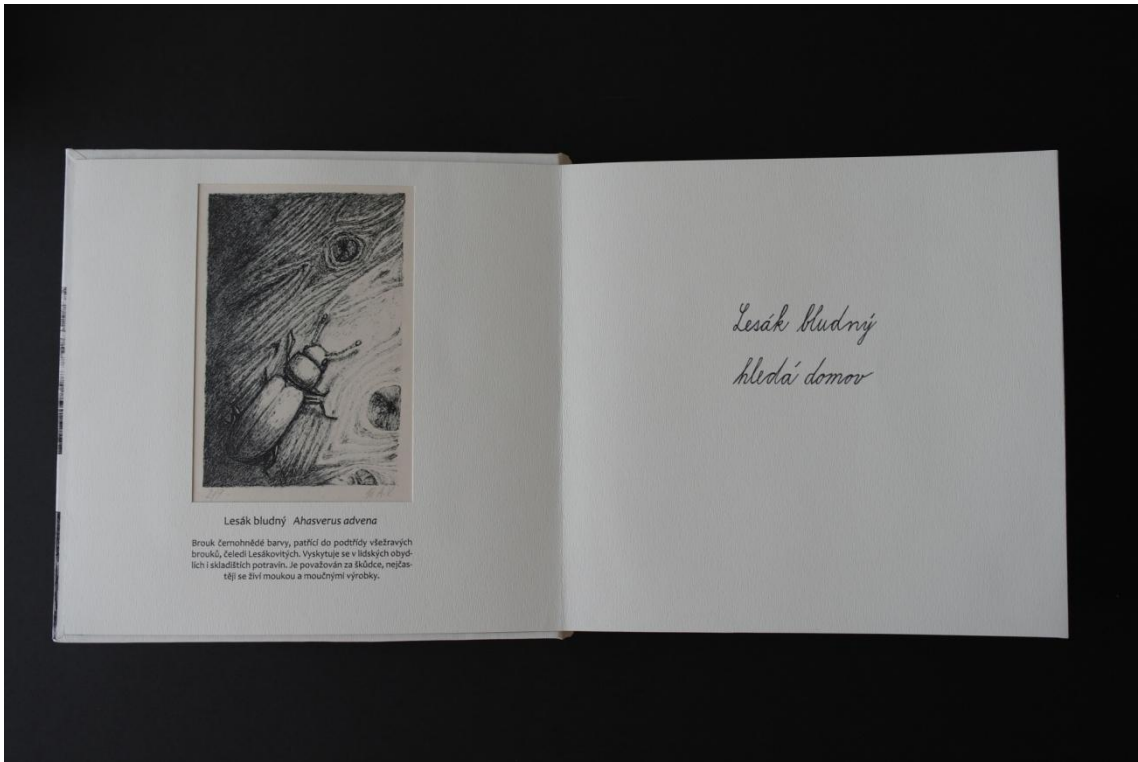 Lesák bludný Ahasverus advena
Brouk černohnědé barvy, patřící do podtřídy všežravých
brouků, čeledi Lesákovitých. Vyskytuje se v lidských obyd-
lích i skladištích potravin. Je považován za škůdce, nejčas-
těji se živí moukou a moučnými výrobky.
Lesák bludný
hledá domov